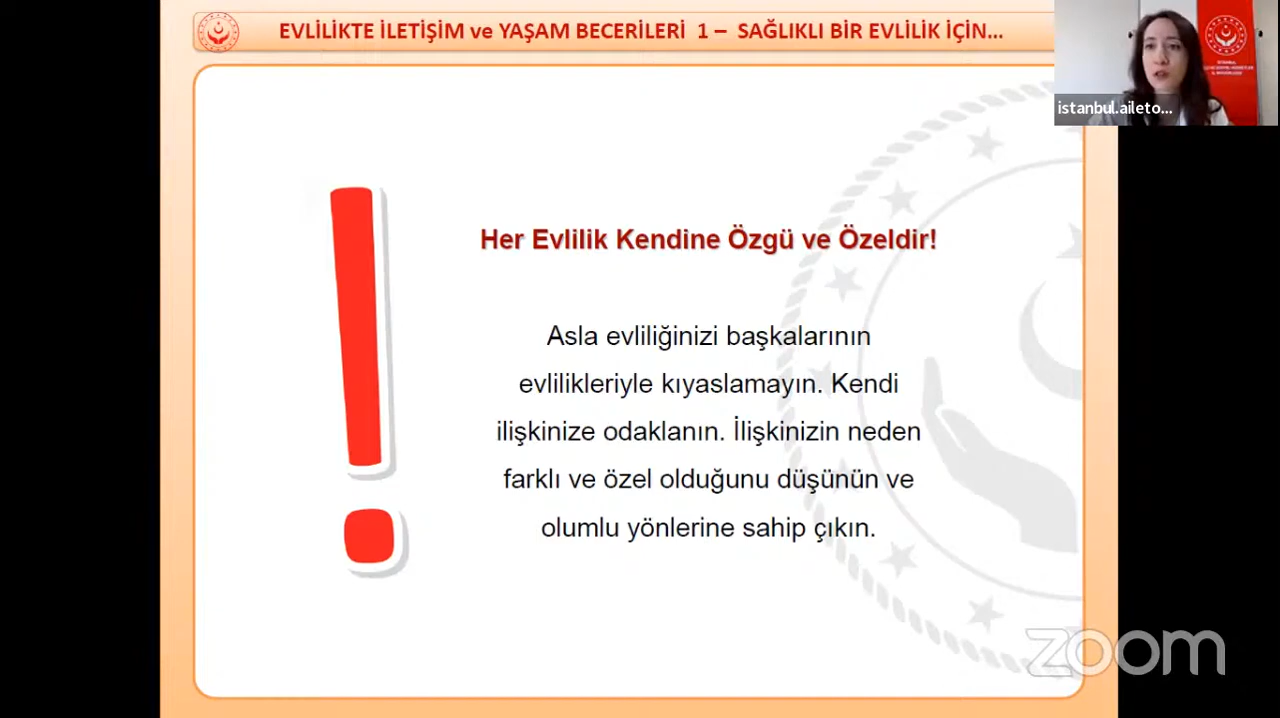 EVLİLİKTE İLETİŞİM ve YAŞAM BECERİLERİ 1 – SAĞLIKLI BİR EVLİLİK İÇİN...
istanbul.aileto...
Her Evlilik Kendine Özgü ve Özeldir!
Asla evliliğinizi başkalarının
evlilikleriyle kıyaslamayın. Kendi
ilişkinize odaklanın. İlişkinizin neden
farklı ve özel olduğunu düşünün ve
olumlu yönlerine sahip çıkın.
zoom